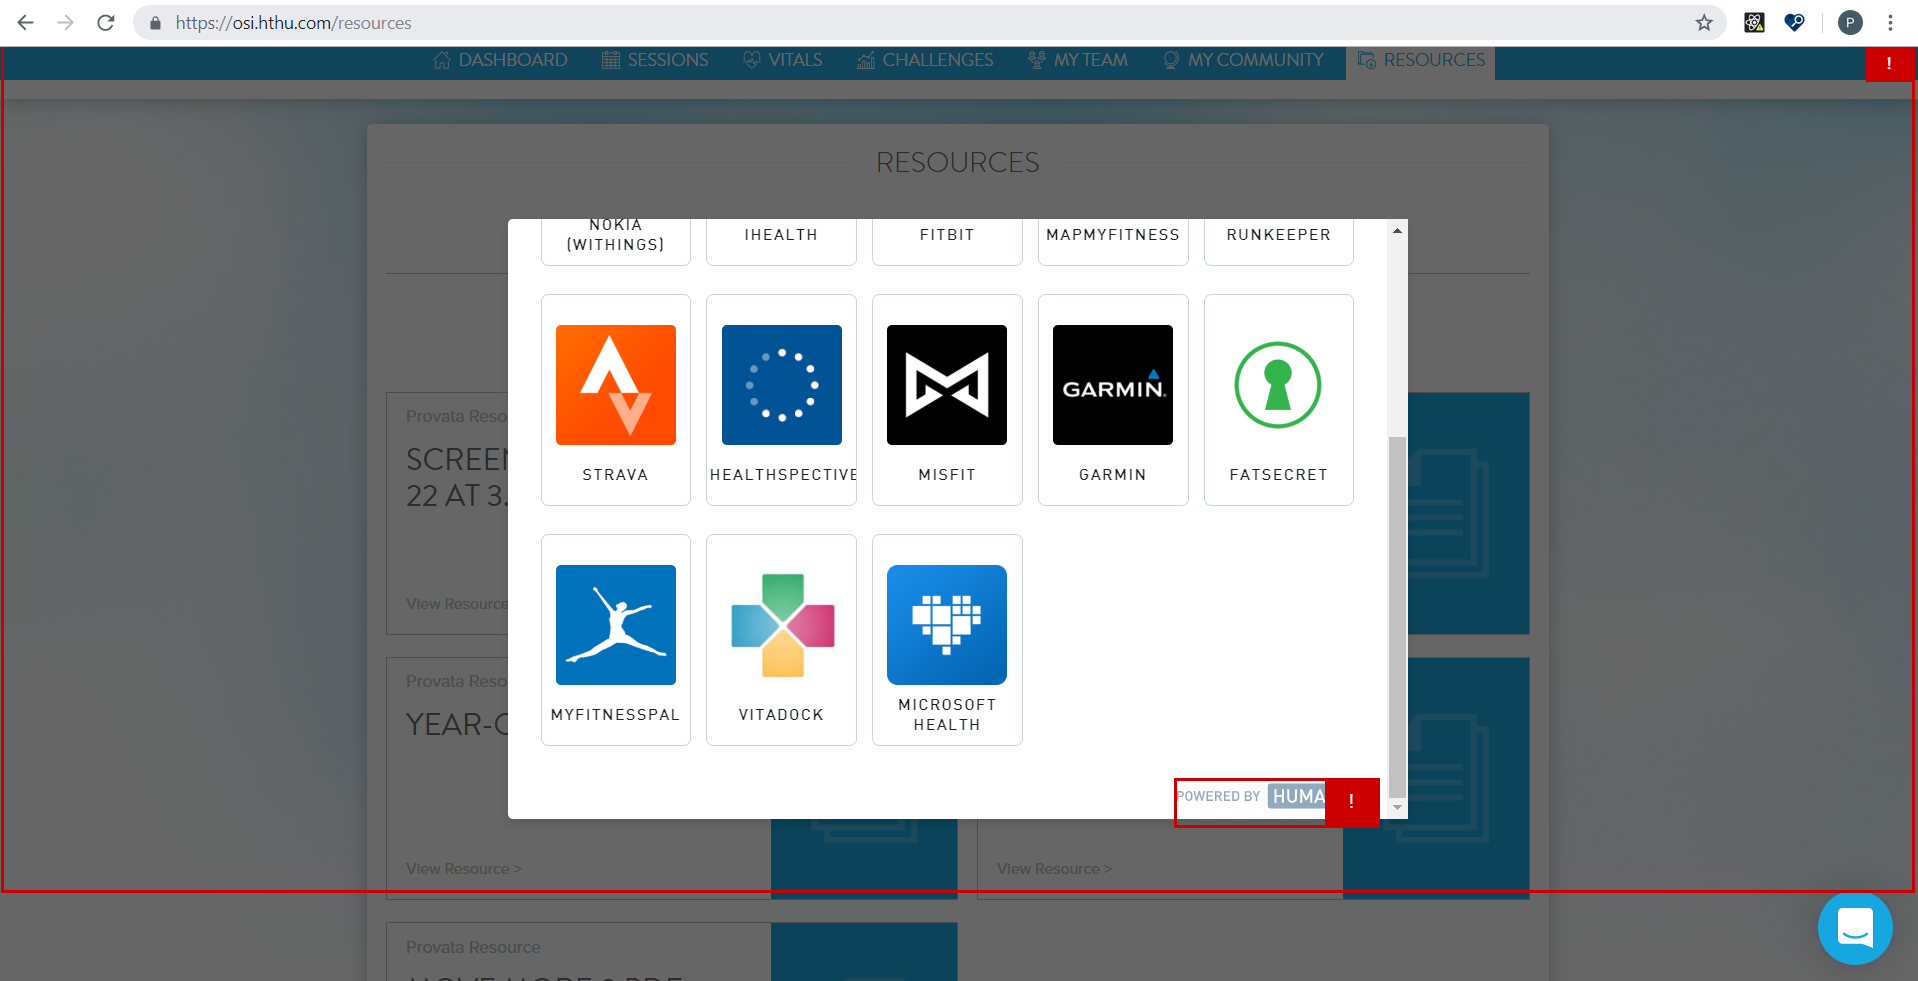 https://osi.hthu.com/resources
P
DASHBOARD
SESSIONS
VITALS
CHALLENGES
MY TEAM
MY COMMUNITY
RESOURCES
!
RESOURCES
NOKIA
(WITHINGS)
IHEALTH
FITBIT
MAPMYFITNESS
RUNKEEPER
GARMIN
STRAVA
HEALTHSPECTIVE
MISFIT
GARMIN
FATSECRET
Provata Reso
SCREEN
22 AT 3.
View Resource
MYFITNESSPAL
VITADOCK
MICROSOFT
HEALTH
Provata Reso
YEAR-
POWERED BY HUMA
!
View Resource >
View Resource >
Provata Resource